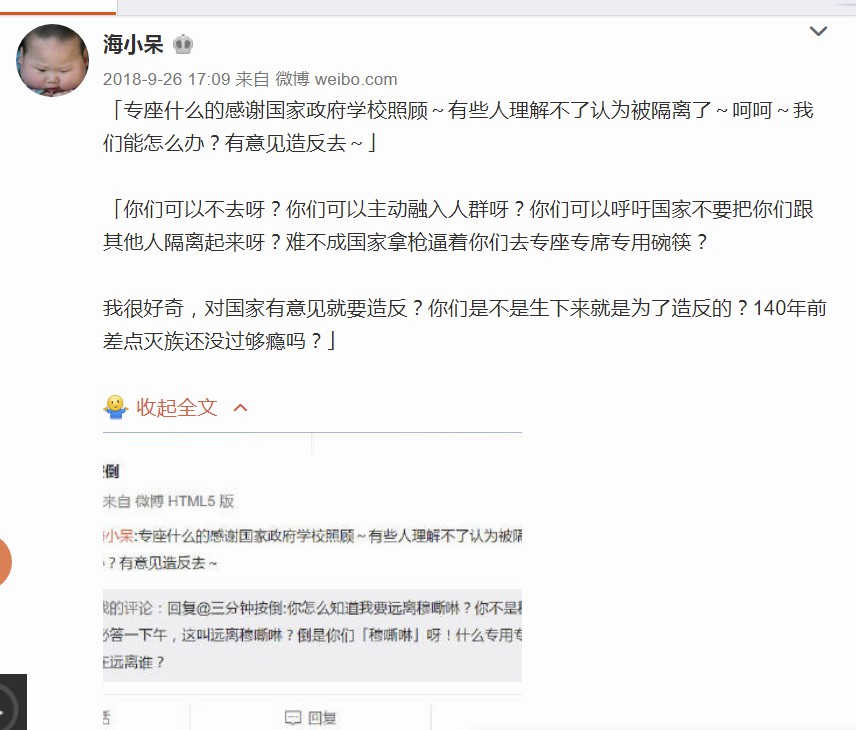 海小呆
2018-9-26 17:09 来自 微博 weibo.com
「专座什么的感谢国家政府学校照顾~有些人理解不了认为被隔离了~呵呵~我
们能怎么办？有意见造反去~」
「你们可以不去呀？你们可以主动融入人群呀？你们可以呼吁国家不要把你们跟
其他人隔离起来呀？难不成国家拿枪逼着你们去专座专席专用碗筷？
我很好奇，对国家有意见就要造反？你们是不是生下来就是为了造反的？140年前
差点灭族还没过够瘾吗？」
收起全文
倒
来自 微博 HTML5 版
小呆:专座什么的感谢国家政府学校照顾~有些人理解不了认为被隔
？有意见造反去~
我的评论：回复@三分钟按倒:你怎么知道我要远离穆嘶啉？你不是
答一下午，这叫远离穆嘶啉？倒是你们「穆嘶啉」呀！什么专用专
在远离谁？
回复